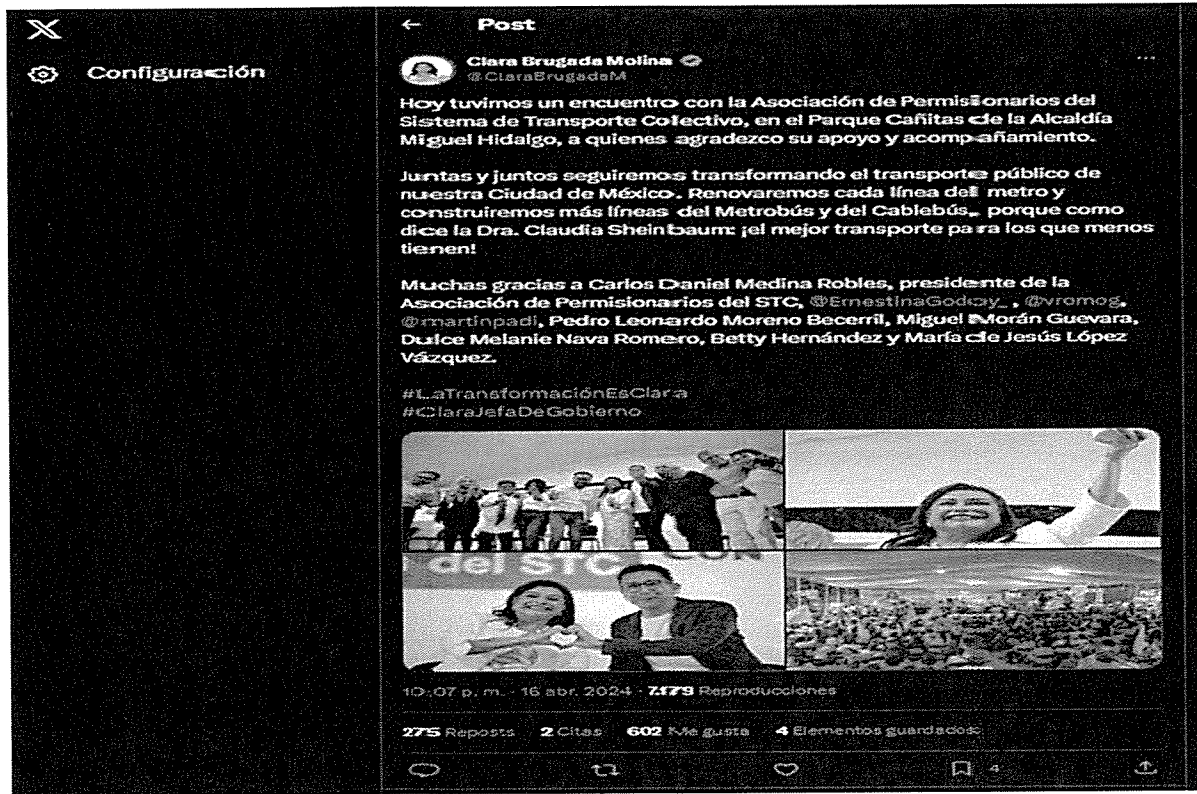 Post
Configuración
Clara Brugada Molina
@ClaraBrugadaM
Hoy tuvimos un encuentro con la Asociación de Permisionarios del
Sistema de Transporte Colectivo, en el Parque Cañitas de la Alcaldía
Miguel Hidalgo, a quienes agradezco su apoyo y acompañamiento.
Juntas y juntos seguiremos transformando el transporte público de
nuestra Ciudad de México. Renovaremos cada línea del metro y
construiremos más líneas del Metrobús y del Cablebús, porque como
dice la Dra. Claudia Sheinbaum: ¡el mejor transporte para los que menos
tienen!
Muchas gracias a Carlos Daniel Medina Robles, presidente de la
Asociación de Permisionarios del STC, @ErnestinaGodoy_, @vromog,
@martinpadi, Pedro Leonardo Moreno Becerril, Miguel Morán Guevara,
Dulce Melanie Nava Romero, Betty Hernández y María de Jesús López
Vázquez.
#LaTransformaciónEsClara
#ClaraJefaDeGobierno
del STC CON
10:07 p. m. · 16 abr. 2024 · 7,179 Reproducciones
275 Reposts 2 Citas 602 Me gusta 4 Elementos guardados
4